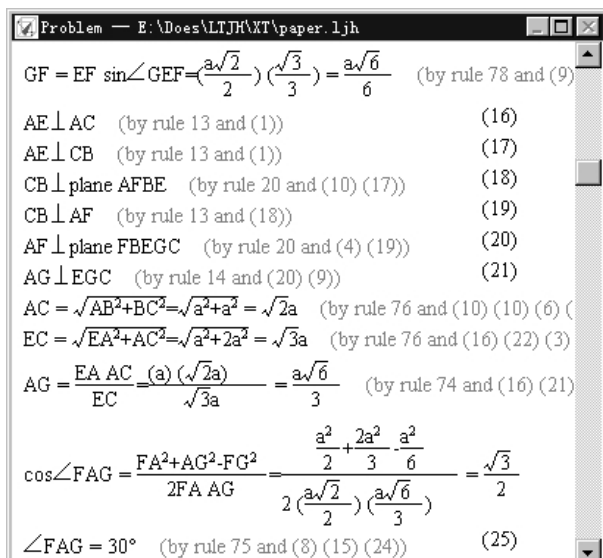 Problem — E:\Does\LTJH\XT\paper.ljh
GF = EF sin∠GEF=(a√2/2)(√3/3) = a√6/6 (by rule 78 and (9)
AE⊥AC (by rule 13 and (1)) (16)
AE⊥CB (by rule 13 and (1)) (17)
CB⊥plane AFBE (by rule 20 and (10) (17)) (18)
CB⊥AF (by rule 13 and (18)) (19)
AF⊥plane FBEGC (by rule 20 and (4) (19)) (20)
AG⊥EGC (by rule 14 and (20) (9)) (21)
AC = √AB²+BC²=√a²+a² = √2a (by rule 76 and (10) (10) (6) (
EC = √EA²+AC²=√a²+2a² = √3a (by rule 76 and (16) (22) (3)
AG = EA AC/EC = (a) (√2a)/√3a = a√6/3 (by rule 74 and (16) (21)
cos∠FAG = FA²+AG²-FG²/2FA AG = a²/2+2a²/3-a²/6/2(a√2/2)(a√6/3) = √3/2
∠FAG = 30° (by rule 75 and (8) (15) (24)) (25)